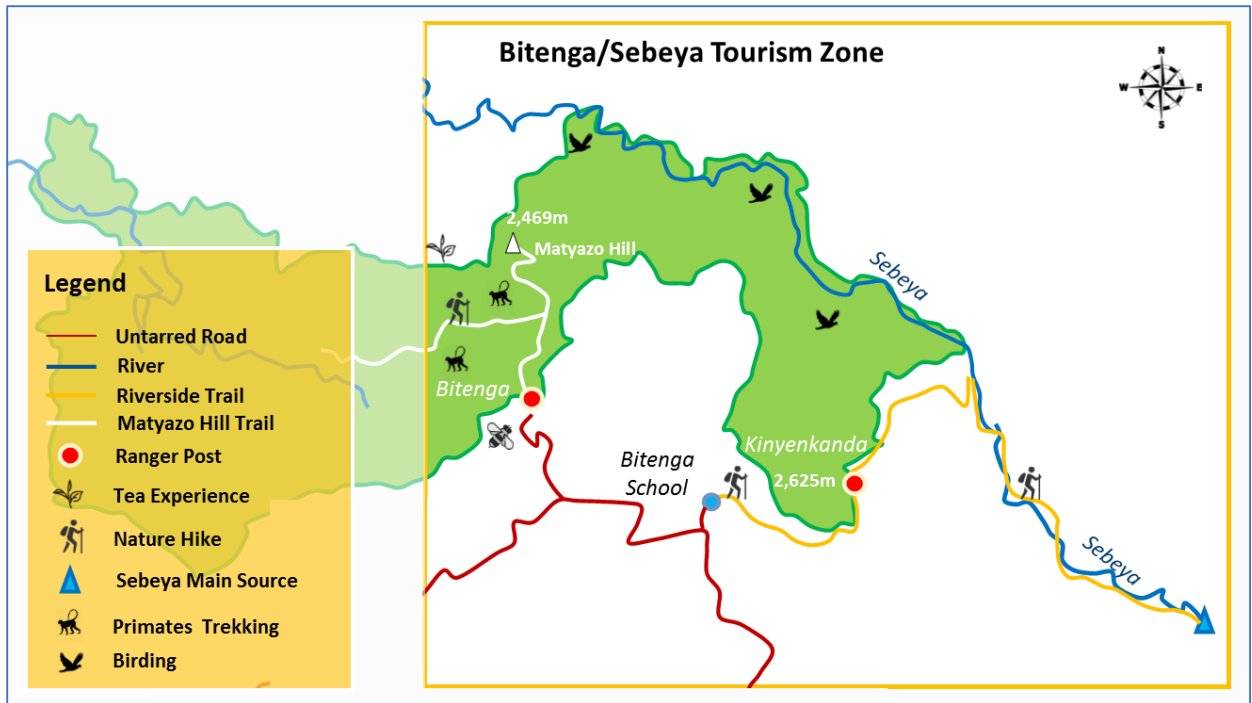 Bitenga/Sebeya Tourism Zone
N
W E
S
2,469m
Matyazo Hill
Sebeya
Legend
Untarred Road
River
Riverside Trail
Matyazo Hill Trail
Ranger Post
Tea Experience
Nature Hike
Sebeya Main Source
Primates Trekking
Birding
Bitenga
Bitenga
School
Kinyenkanda
2,625m
Sebeya